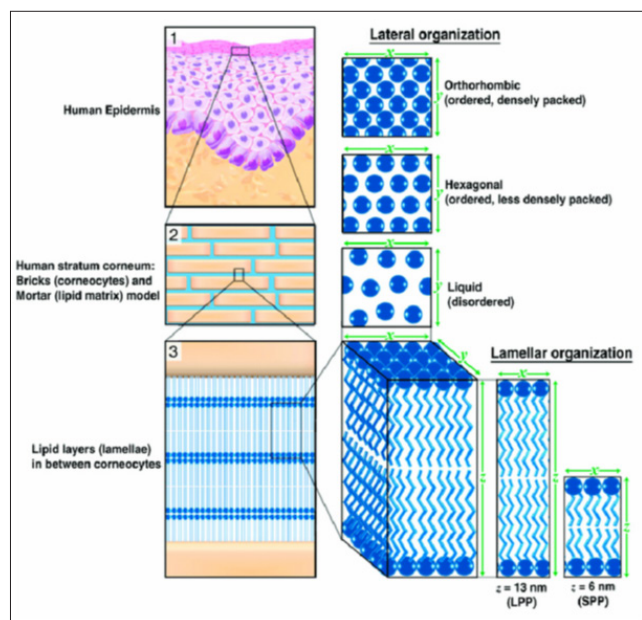 1
Human Epidermis
2
Human stratum corneum:
Bricks (corneocytes) and
Mortar (lipid matrix) model
3
Lipid layers (lamellae)
in between corneocytes
Lateral organization
x
y
Orthorhombic
(ordered, densely packed)
x
y
Hexagonal
(ordered, less densely packed)
x
y
Liquid
(disordered)
x
y
z
Lamellar organization
x
z
z = 13 nm
(LPP)
x
z
z = 6 nm
(SPP)